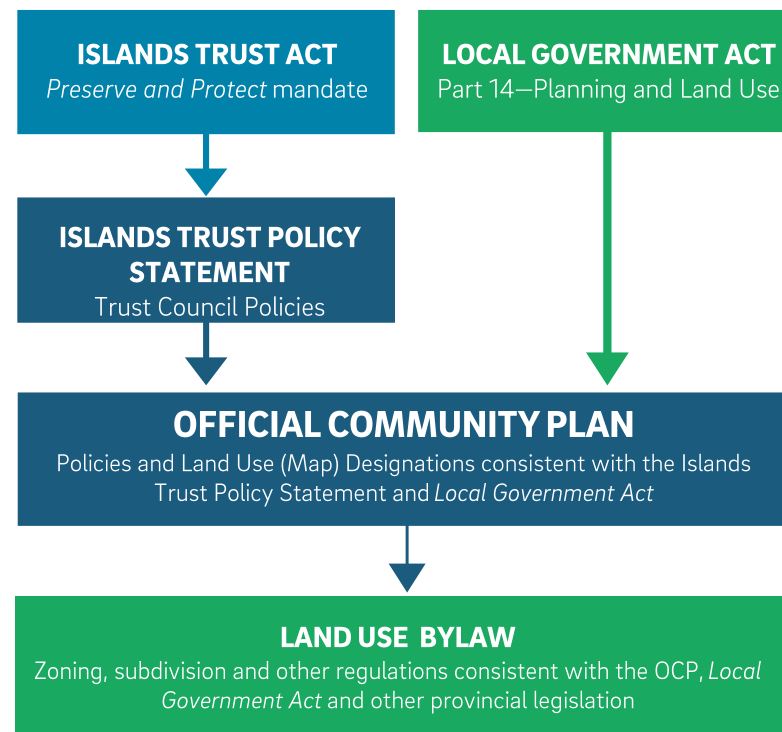 ISLANDS TRUST ACT
Preserve and Protect mandate
LOCAL GOVERNMENT ACT
Part 14—Planning and Land Use
ISLANDS TRUST POLICY
STATEMENT
Trust Council Policies
OFFICIAL COMMUNITY PLAN
Policies and Land Use (Map) Designations consistent with the Islands
Trust Policy Statement and Local Government Act
LAND USE BYLAW
Zoning, subdivision and other regulations consistent with the OCP, Local
Government Act and other provincial legislation